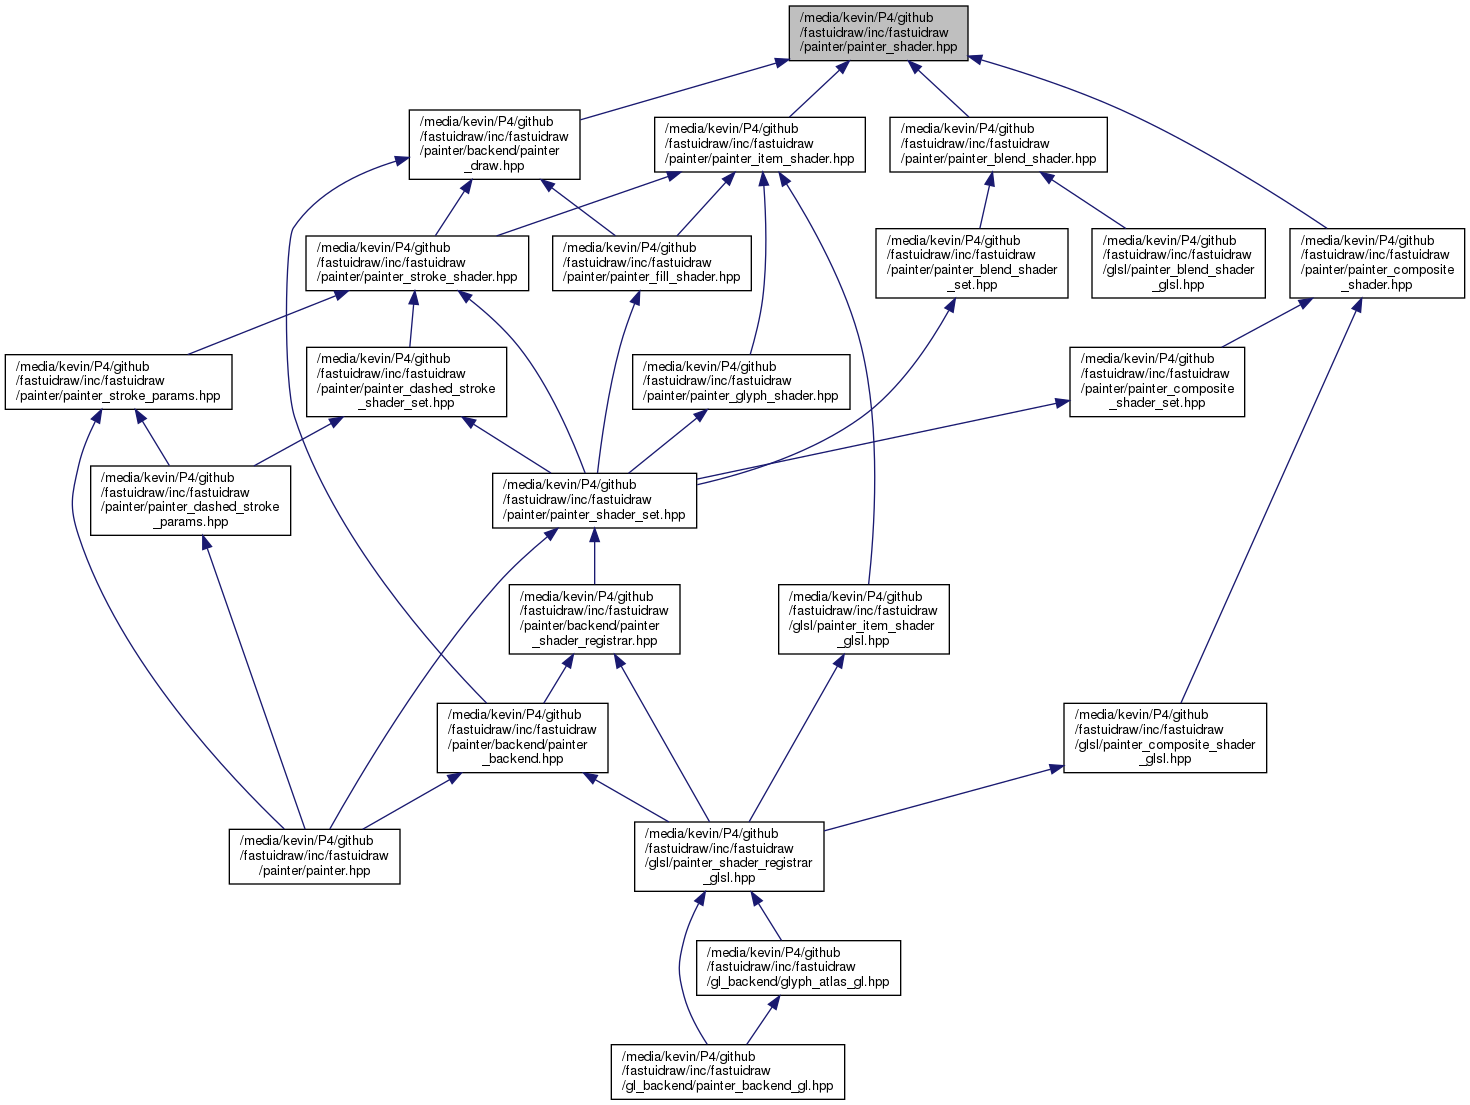 /media/kevin/P4/github
/fastuidraw/inc/fastuidraw
/painter/painter_shader.hpp
/media/kevin/P4/github
/fastuidraw/inc/fastuidraw
/painter/backend/painter
_draw.hpp
/media/kevin/P4/github
/fastuidraw/inc/fastuidraw
/painter/painter_item_shader.hpp
/media/kevin/P4/github
/fastuidraw/inc/fastuidraw
/painter/painter_blend_shader.hpp
/media/kevin/P4/github
/fastuidraw/inc/fastuidraw
/painter/painter_stroke_shader.hpp
/media/kevin/P4/github
/fastuidraw/inc/fastuidraw
/painter/painter_fill_shader.hpp
/media/kevin/P4/github
/fastuidraw/inc/fastuidraw
/painter/painter_blend_shader
_set.hpp
/media/kevin/P4/github
/fastuidraw/inc/fastuidraw
/glsl/painter_blend_shader
_glsl.hpp
/media/kevin/P4/github
/fastuidraw/inc/fastuidraw
/painter/painter_composite
_shader.hpp
/media/kevin/P4/github
/fastuidraw/inc/fastuidraw
/painter/painter_stroke_params.hpp
/media/kevin/P4/github
/fastuidraw/inc/fastuidraw
/painter/painter_dashed_stroke
_shader_set.hpp
/media/kevin/P4/github
/fastuidraw/inc/fastuidraw
/painter/painter_glyph_shader.hpp
/media/kevin/P4/github
/fastuidraw/inc/fastuidraw
/painter/painter_composite
_shader_set.hpp
/media/kevin/P4/github
/fastuidraw/inc/fastuidraw
/painter/painter_dashed_stroke
_params.hpp
/media/kevin/P4/github
/fastuidraw/inc/fastuidraw
/painter/painter_shader_set.hpp
/media/kevin/P4/github
/fastuidraw/inc/fastuidraw
/painter/backend/painter
_shader_registrar.hpp
/media/kevin/P4/github
/fastuidraw/inc/fastuidraw
/glsl/painter_item_shader
_glsl.hpp
/media/kevin/P4/github
/fastuidraw/inc/fastuidraw
/painter/backend/painter
_backend.hpp
/media/kevin/P4/github
/fastuidraw/inc/fastuidraw
/glsl/painter_composite_shader
_glsl.hpp
/media/kevin/P4/github
/fastuidraw/inc/fastuidraw
/painter/painter.hpp
/media/kevin/P4/github
/fastuidraw/inc/fastuidraw
/glsl/painter_shader_registrar
_glsl.hpp
/media/kevin/P4/github
/fastuidraw/inc/fastuidraw
/gl_backend/glyph_atlas_gl.hpp
/media/kevin/P4/github
/fastuidraw/inc/fastuidraw
/gl_backend/painter_backend_gl.hpp